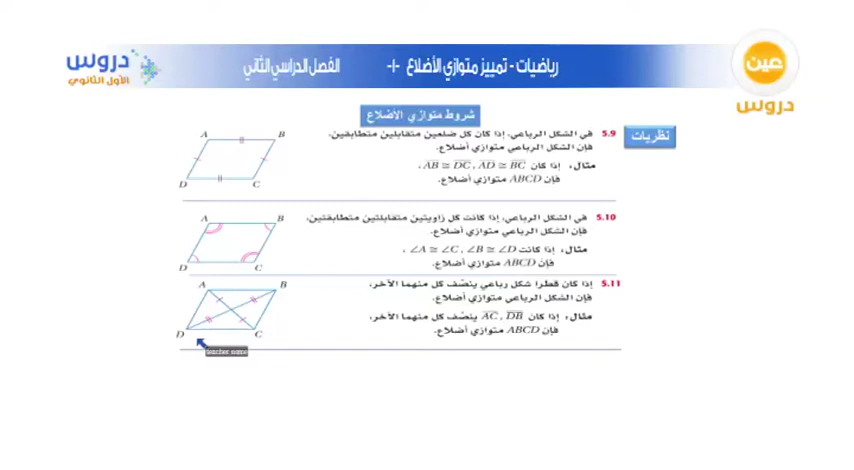 دروس
الأول الثانوي
رياضيات - تمييز متوازي الأضلاع -١-
الفصل الدراسي الثاني
عين
دروس
شروط متوازي الأضلاع
نظريات
5.9 في الشكل الرباعي، إذا كان كل ضلعين متقابلين متطابقين،
فإن الشكل الرباعي متوازي أضلاع.
مثال، إذا كان AB ≅ DC, AD ≅ BC،
فإن ABCD متوازي أضلاع.
A B
D C
5.10 في الشكل الرباعي، إذا كانت كل زاويتين متقابلتين متطابقتين،
فإن الشكل الرباعي متوازي أضلاع.
مثال، إذا كانت ∠A ≅ ∠C, ∠B ≅ ∠D،
فإن ABCD متوازي أضلاع.
A B
D C
5.11 إذا كان قطرا شكل رباعي ينصّف كل منهما الآخر،
فإن الشكل الرباعي متوازي أضلاع.
مثال، إذا كان AC, DB ينصّف كل منهما الآخر،
فإن ABCD متوازي أضلاع.
A B
D C